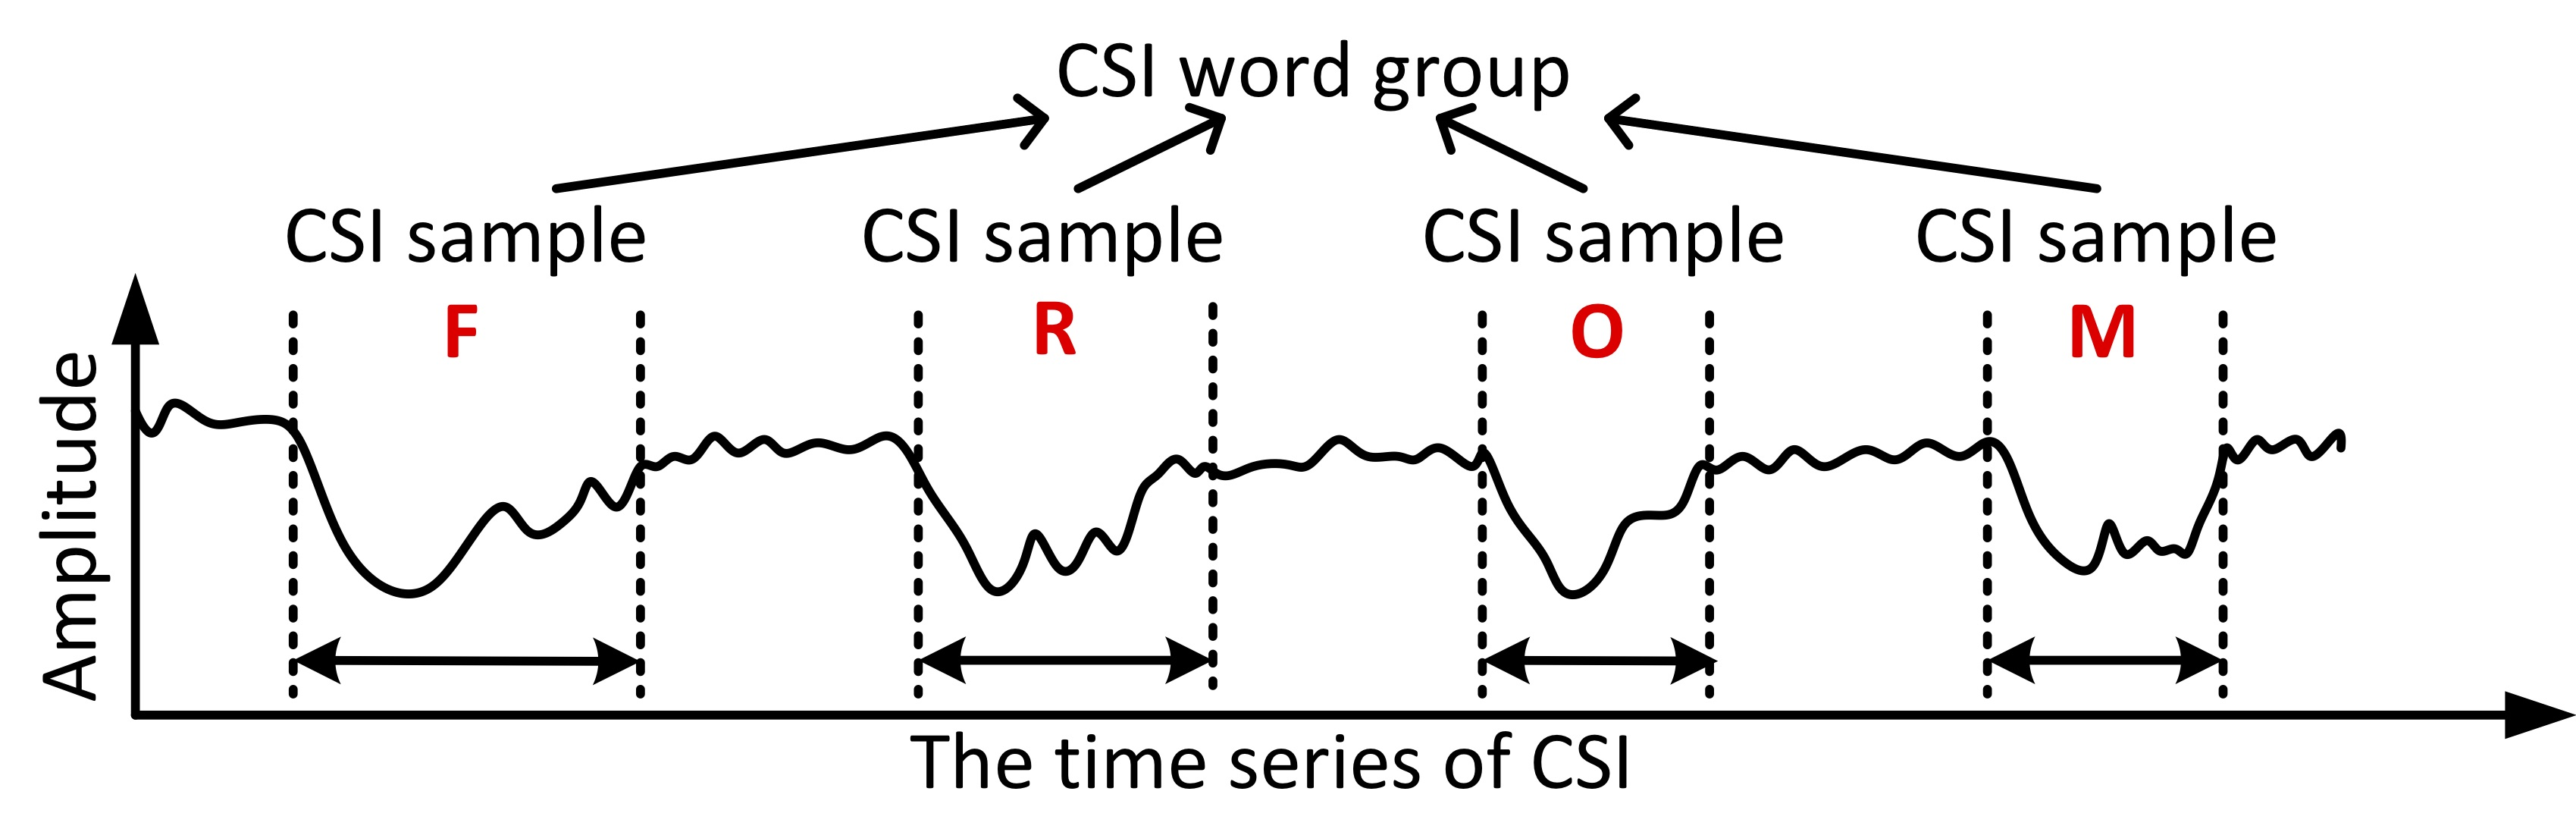 CSI word group
CSI sample CSI sample CSI sample CSI sample
F R O M
Amplitude
The time series of CSI